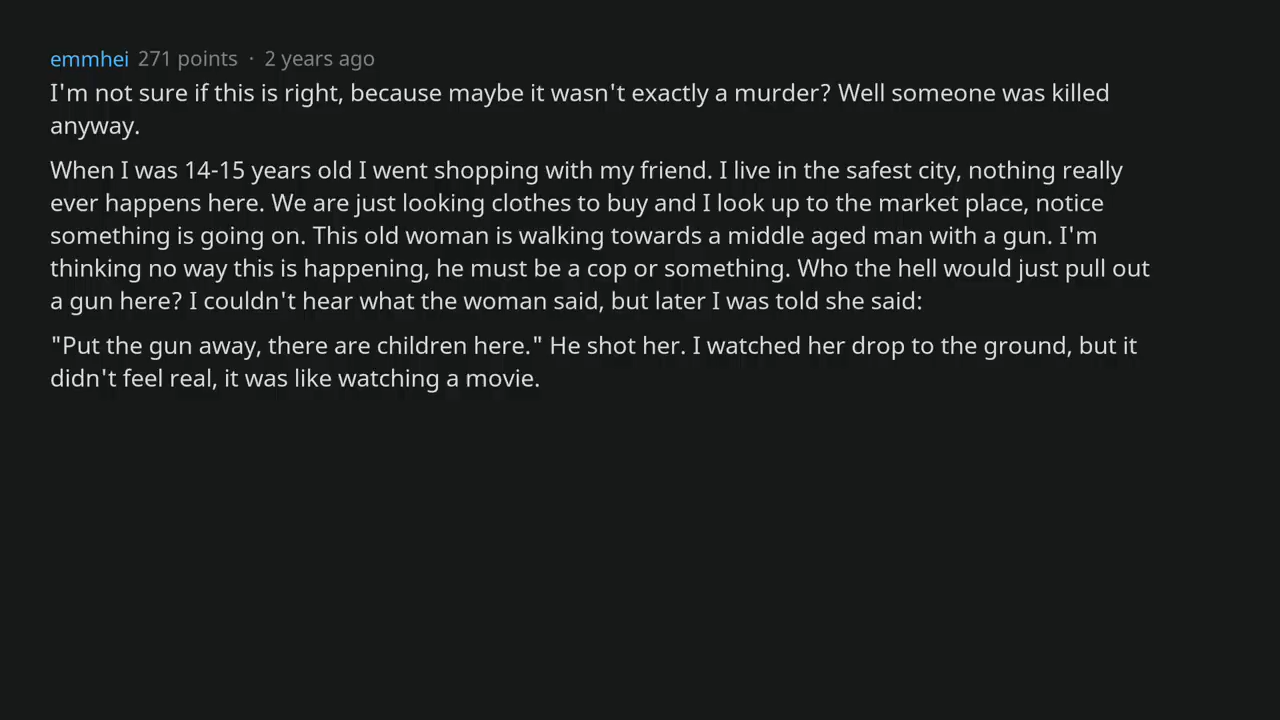 emmhei 271 points · 2 years ago
I'm not sure if this is right, because maybe it wasn't exactly a murder? Well someone was killed
anyway.
When I was 14-15 years old I went shopping with my friend. I live in the safest city, nothing really
ever happens here. We are just looking clothes to buy and I look up to the market place, notice
something is going on. This old woman is walking towards a middle aged man with a gun. I'm
thinking no way this is happening, he must be a cop or something. Who the hell would just pull out
a gun here? I couldn't hear what the woman said, but later I was told she said:
"Put the gun away, there are children here." He shot her. I watched her drop to the ground, but it
didn't feel real, it was like watching a movie.